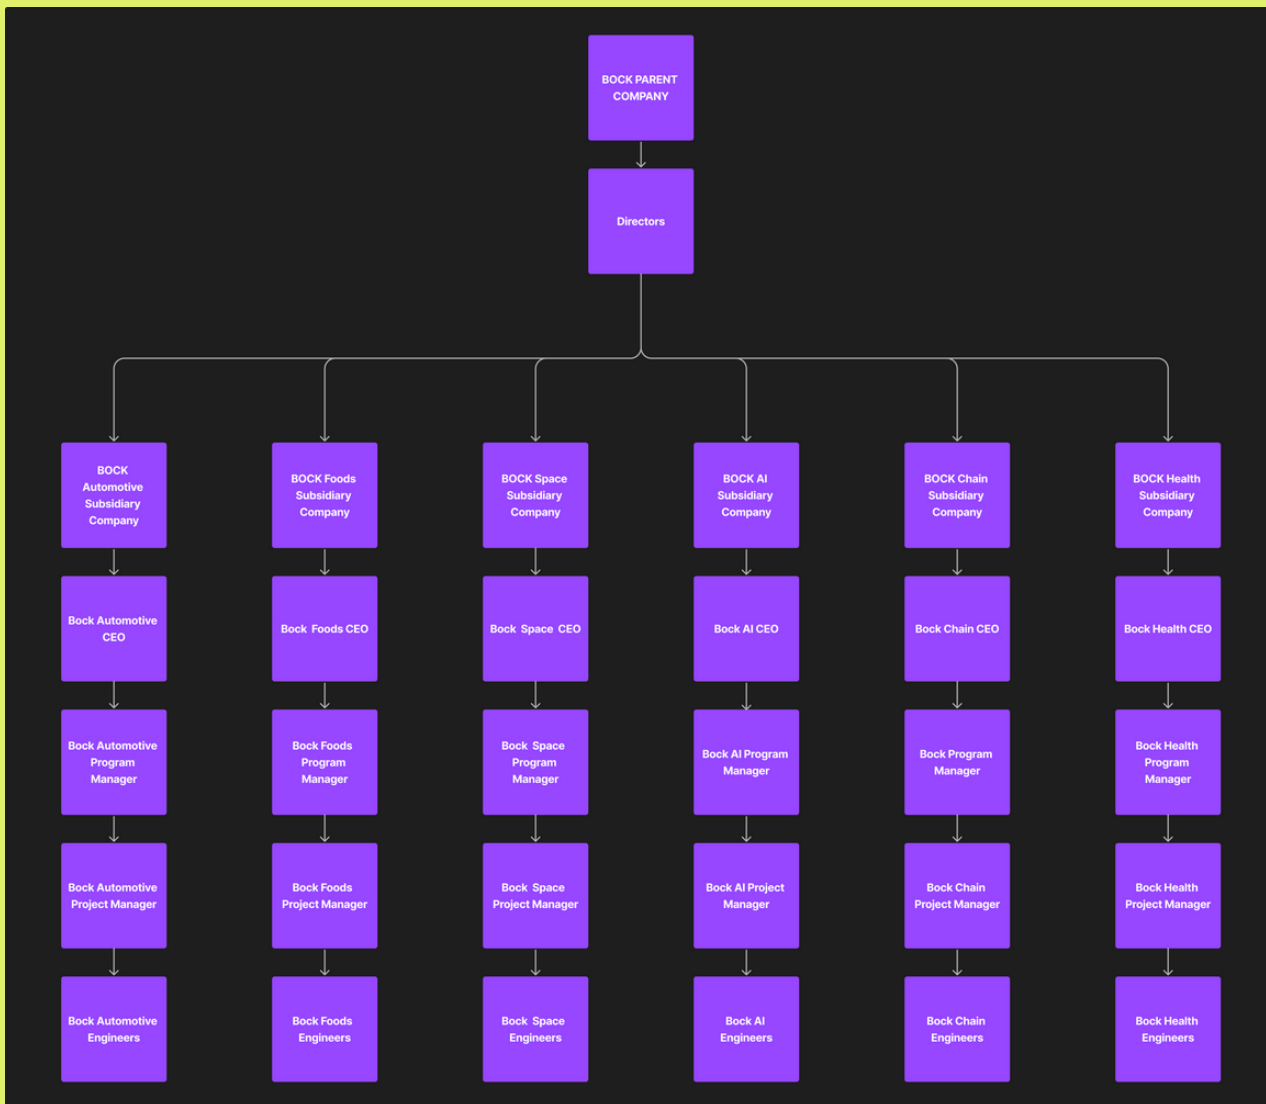 BOCK PARENT
COMPANY
Directors
BOCK
Automotive
Subsidiary
Company
BOCK Foods
Subsidiary
Company
BOCK Space
Subsidiary
Company
BOCK AI
Subsidiary
Company
BOCK Chain
Subsidiary
Company
BOCK Health
Subsidiary
Company
Bock Automotive
CEO
Bock  Foods CEO
Bock  Space  CEO
Bock AI CEO
Bock Chain CEO
Bock Health CEO
Bock Automotive
Program
Manager
Bock Foods
Program
Manager
Bock  Space
Program
Manager
Bock AI Program
Manager
Bock Program
Manager
Bock Health
Program
Manager
Bock Automotive
Project Manager
Bock Foods
Project Manager
Bock  Space
Project Manager
Bock AI Project
Manager
Bock Chain
Project Manager
Bock Health
Project Manager
Bock Automotive
Engineers
Bock Foods
Engineers
Bock  Space
Engineers
Bock AI
Engineers
Bock Chain
Engineers
Bock Health
Engineers